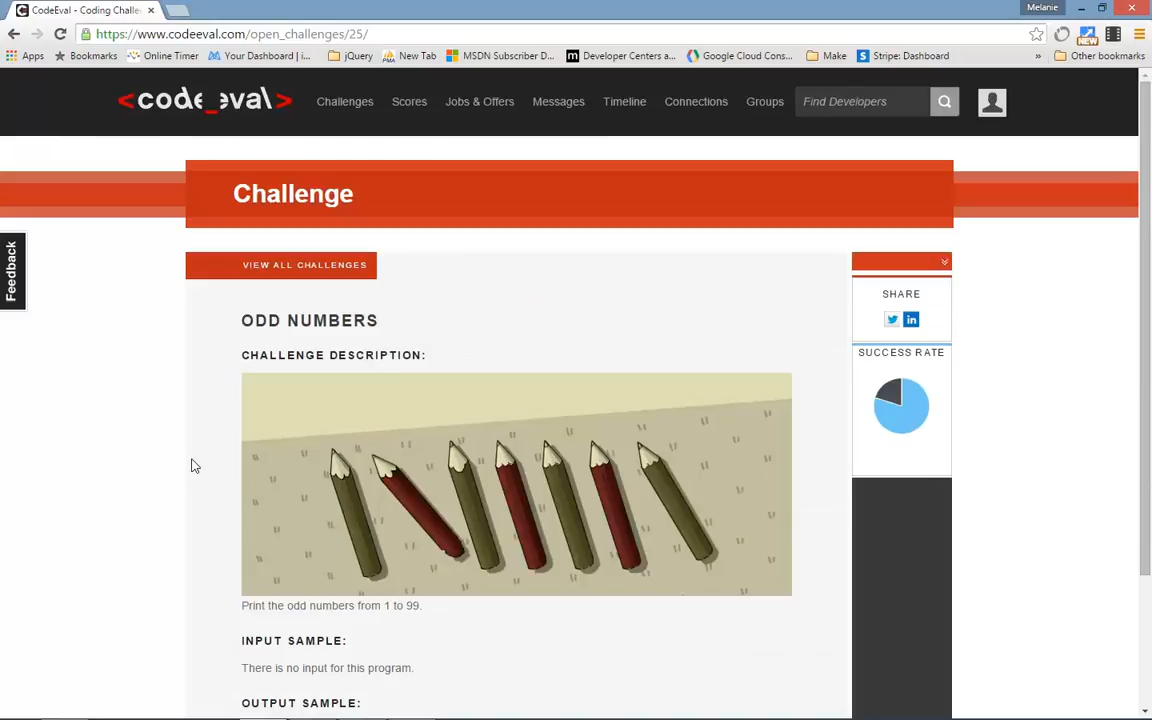 CodeEval - Coding Challe
Melanie
https://www.codeeval.com/open_challenges/25/
Apps Bookmarks Online Timer Your Dashboard | i... jQuery New Tab MSDN Subscriber D... Developer Centers a... Google Cloud Cons... Make Stripe: Dashboard » Other bookmarks
<code_eval> Challenges Scores Jobs & Offers Messages Timeline Connections Groups Find Developers
Challenge
Feedback
VIEW ALL CHALLENGES
SHARE
ODD NUMBERS
SUCCESS RATE
CHALLENGE DESCRIPTION:
Print the odd numbers from 1 to 99.
INPUT SAMPLE:
There is no input for this program.
OUTPUT SAMPLE: